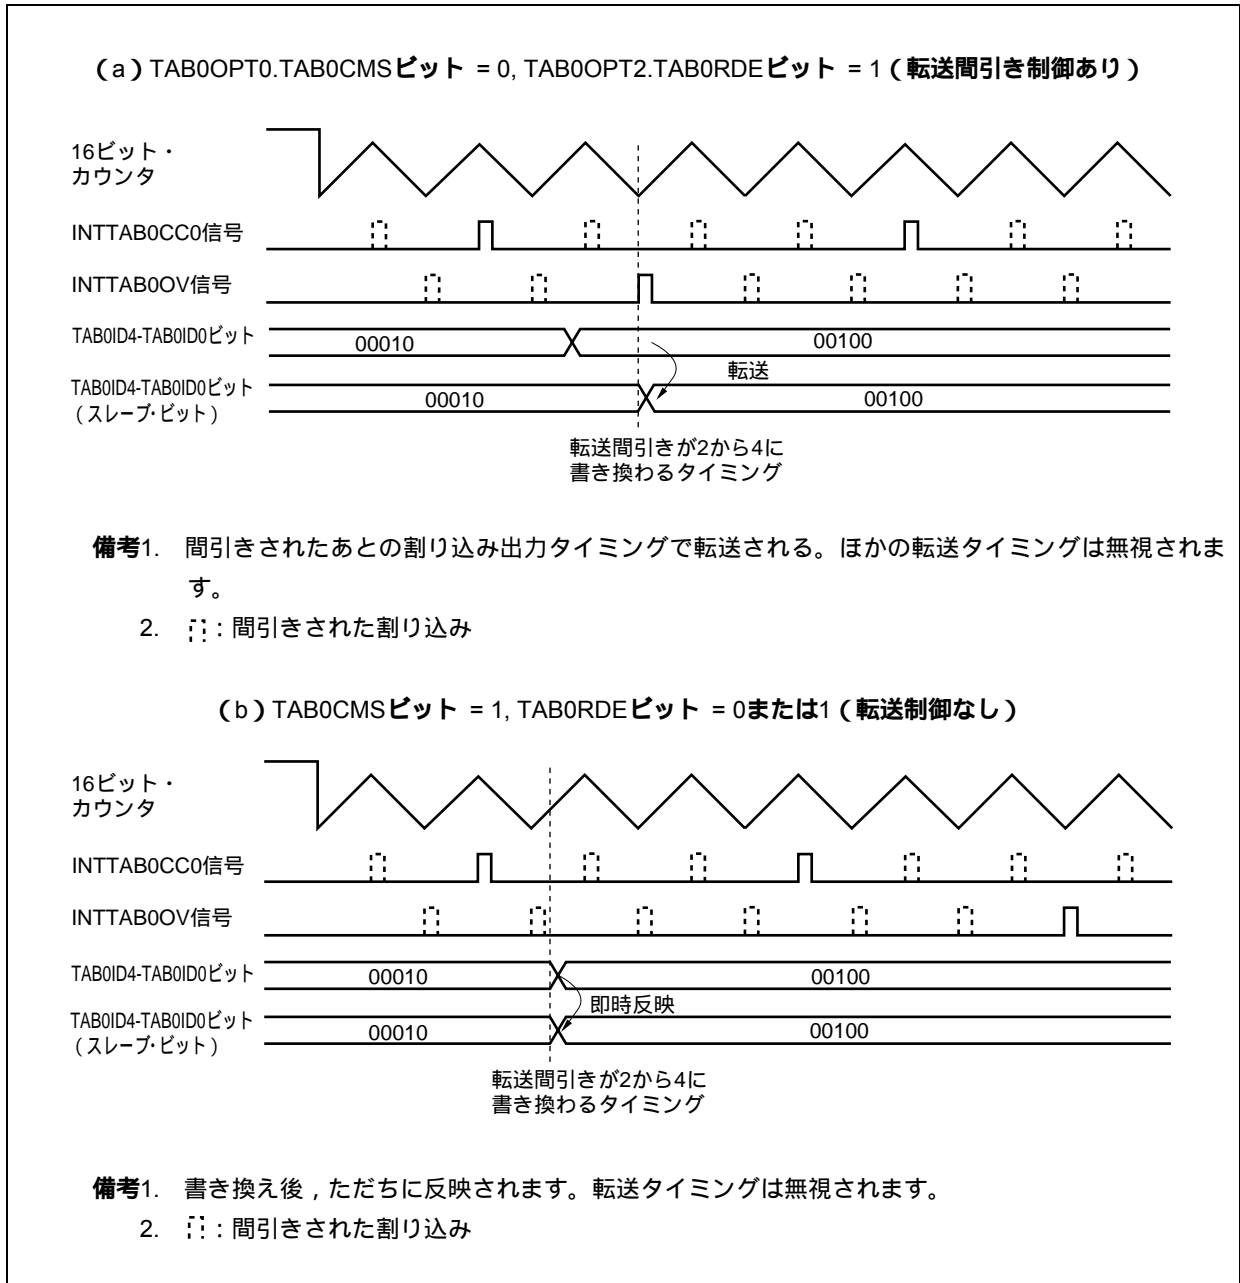 （a）TAB0OPT0.TAB0CMSビット = 0, TAB0OPT2.TAB0RDEビット = 1（転送間引き制御あり）
16ビット・
カウンタ
INTTAB0CC0信号
INTTAB0OV信号
TAB0ID4-TAB0ID0ビット
00010
00100
転送
TAB0ID4-TAB0ID0ビット
（スレーブ・ビット）
00010
00100
転送間引きが2から4に
書き換わるタイミング
備考1. 間引きされたあとの割り込み出力タイミングで転送される。ほかの転送タイミングは無視されま
す。
2. ：間引きされた割り込み
（b）TAB0CMSビット = 1, TAB0RDEビット = 0または1（転送制御なし）
16ビット・
カウンタ
INTTAB0CC0信号
INTTAB0OV信号
TAB0ID4-TAB0ID0ビット
00010
00100
即時反映
TAB0ID4-TAB0ID0ビット
（スレーブ・ビット）
00010
00100
転送間引きが2から4に
書き換わるタイミング
備考1. 書き換え後，ただちに反映されます。転送タイミングは無視されます。
2. ：間引きされた割り込み